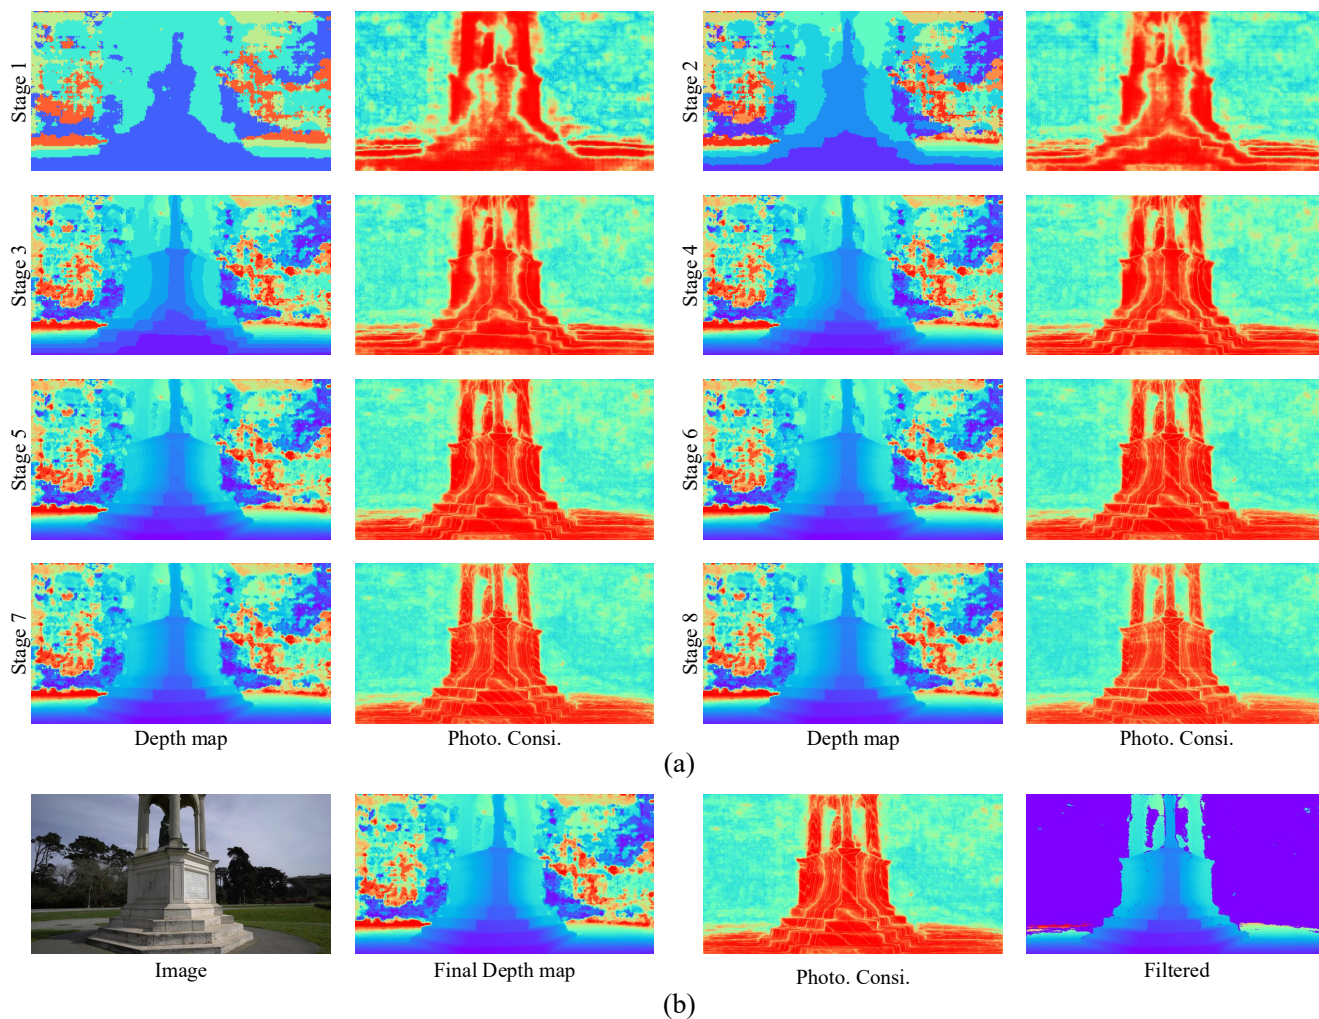 Stage 1
Stage 2
Stage 3
Stage 4
Stage 5
Stage 6
Stage 7
Stage 8
Depth map
Photo. Consi.
Depth map
Photo. Consi.
(a)
Image
Final Depth map
Photo. Consi.
Filtered
(b)